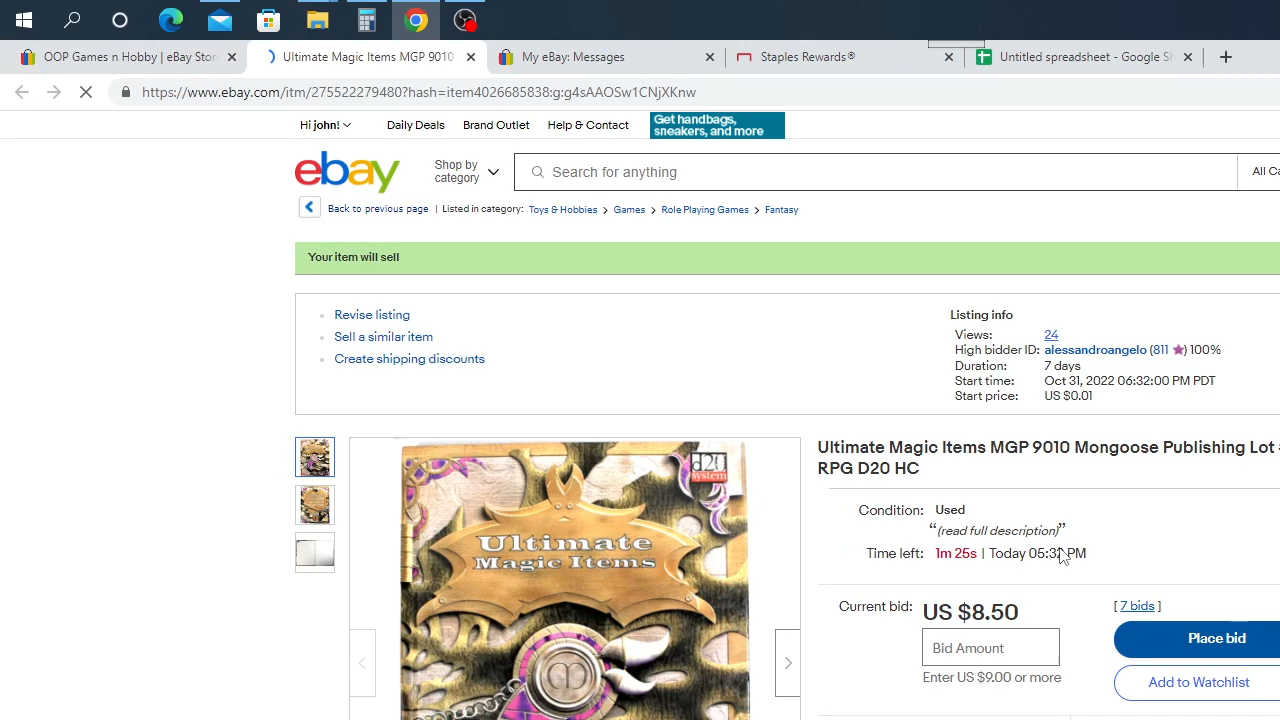 OOP Games n Hobby | eBay Stor
Ultimate Magic Items MGP 9010
My eBay: Messages
Staples Rewards®
Untitled spreadsheet - Google Sh
https://www.ebay.com/itm/275522279480?hash=item4026685838:g:g4sAAOSw1CNjXKnw
Hi john!
Daily Deals
Brand Outlet
Help & Contact
Get handbags,
sneakers, and more
ebay
Shop by
category
Search for anything
All Ca
Back to previous page | Listed in category: Toys & Hobbies > Games > Role Playing Games > Fantasy
Your item will sell
Revise listing
Sell a similar item
Create shipping discounts
Listing info
Views: 24
High bidder ID: alessandroangelo (811 ) 100%
Duration: 7 days
Start time: Oct 31, 2022 06:32:00 PM PDT
Start price: US $0.01
d20
system
Ultimate
Magic Items
Ultimate Magic Items MGP 9010 Mongoose Publishing Lot
RPG D20 HC
Condition: Used
“(read full description)”
Time left: 1m 25s | Today 05:32 PM
Current bid: US $8.50
[ 7 bids ]
Bid Amount
Place bid
Enter US $9.00 or more
Add to Watchlist